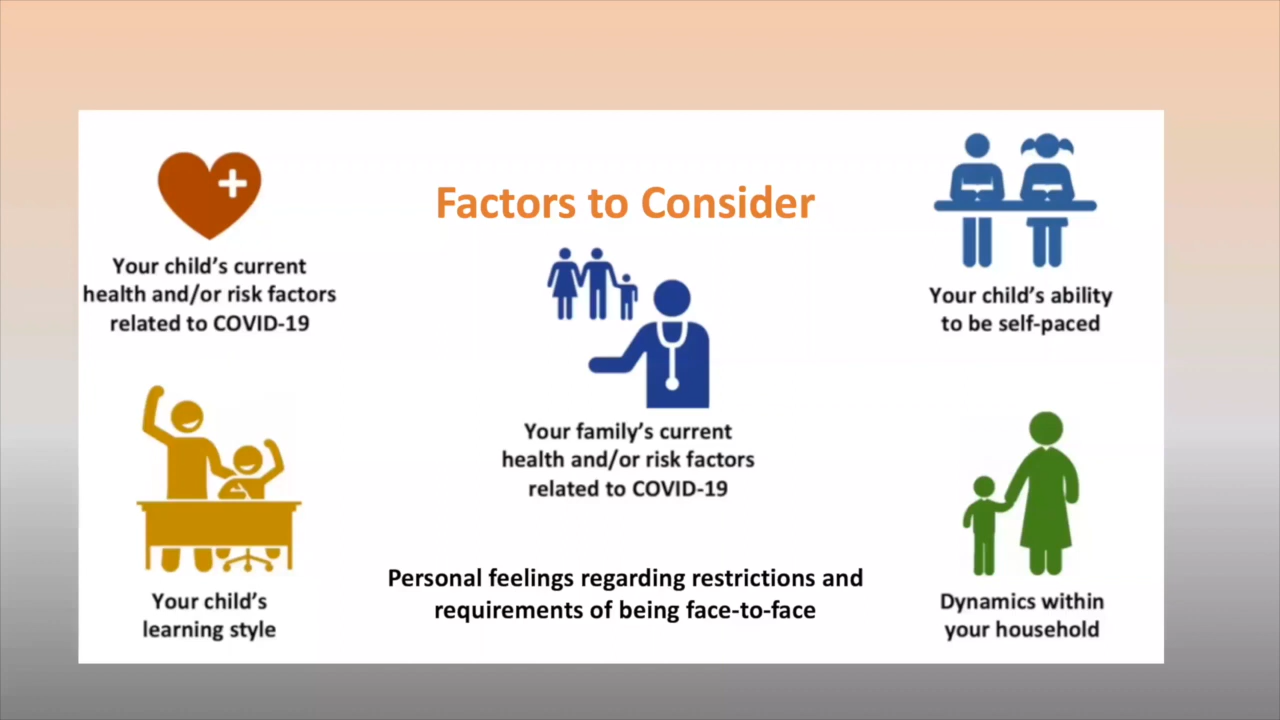 Factors to Consider
Your child's current
health and/or risk factors
related to COVID-19
Your family's current
health and/or risk factors
related to COVID-19
Your child's ability
to be self-paced
Your child's
learning style
Personal feelings regarding restrictions and
requirements of being face-to-face
Dynamics within
your household